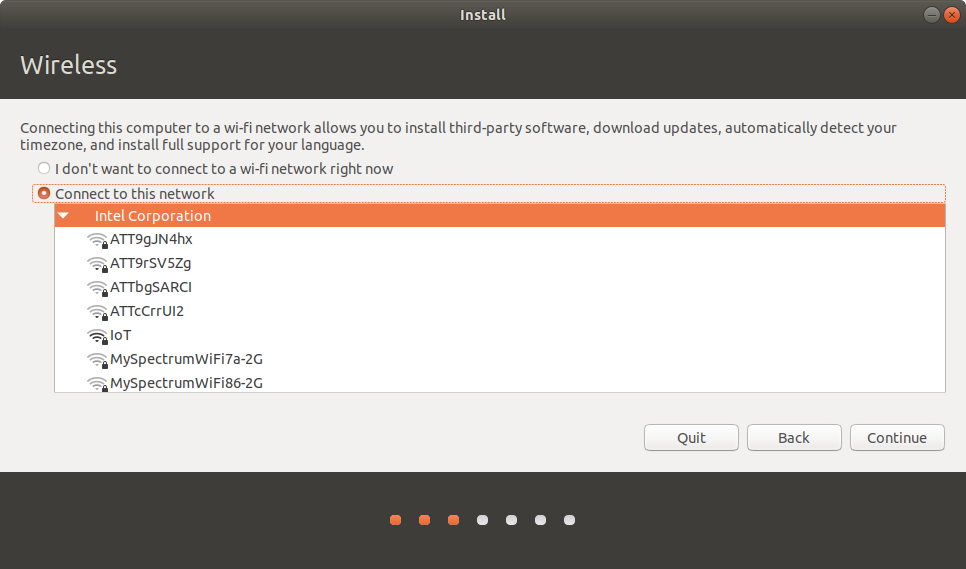 Install
Wireless
Connecting this computer to a wi-fi network allows you to install third-party software, download updates, automatically detect your
timezone, and install full support for your language.
I don't want to connect to a wi-fi network right now
Connect to this network
Intel Corporation
ATT9gJN4hx
ATT9rSV5Zg
ATTbgSARCI
ATTcCrrUI2
IoT
MySpectrumWiFi7a-2G
MySpectrumWiFi86-2G
Quit
Back
Continue